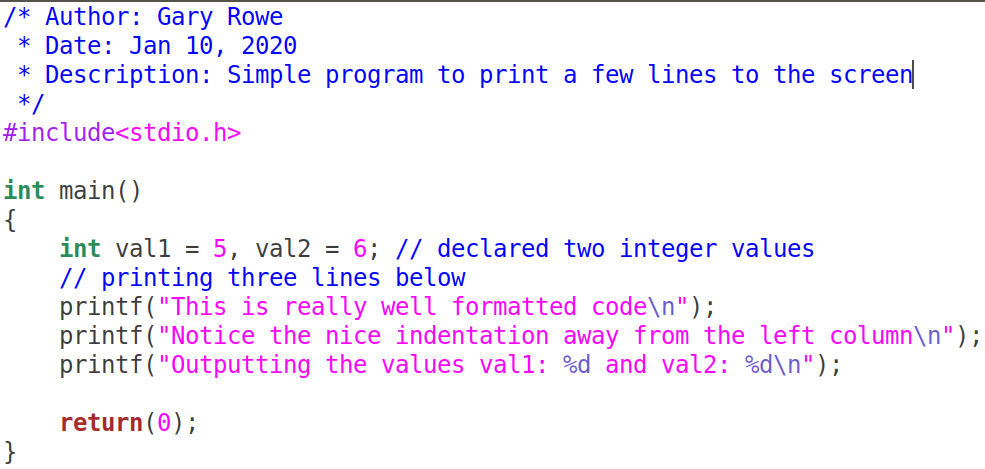 /* Author: Gary Rowe
 * Date: Jan 10, 2020
 * Description: Simple program to print a few lines to the screen
 */
#include<stdio.h>

int main()
{
    int val1 = 5, val2 = 6; // declared two integer values
    // printing three lines below
    printf("This is really well formatted code\n");
    printf("Notice the nice indentation away from the left column\n");
    printf("Outputting the values val1: %d and val2: %d\n");

    return(0);
}